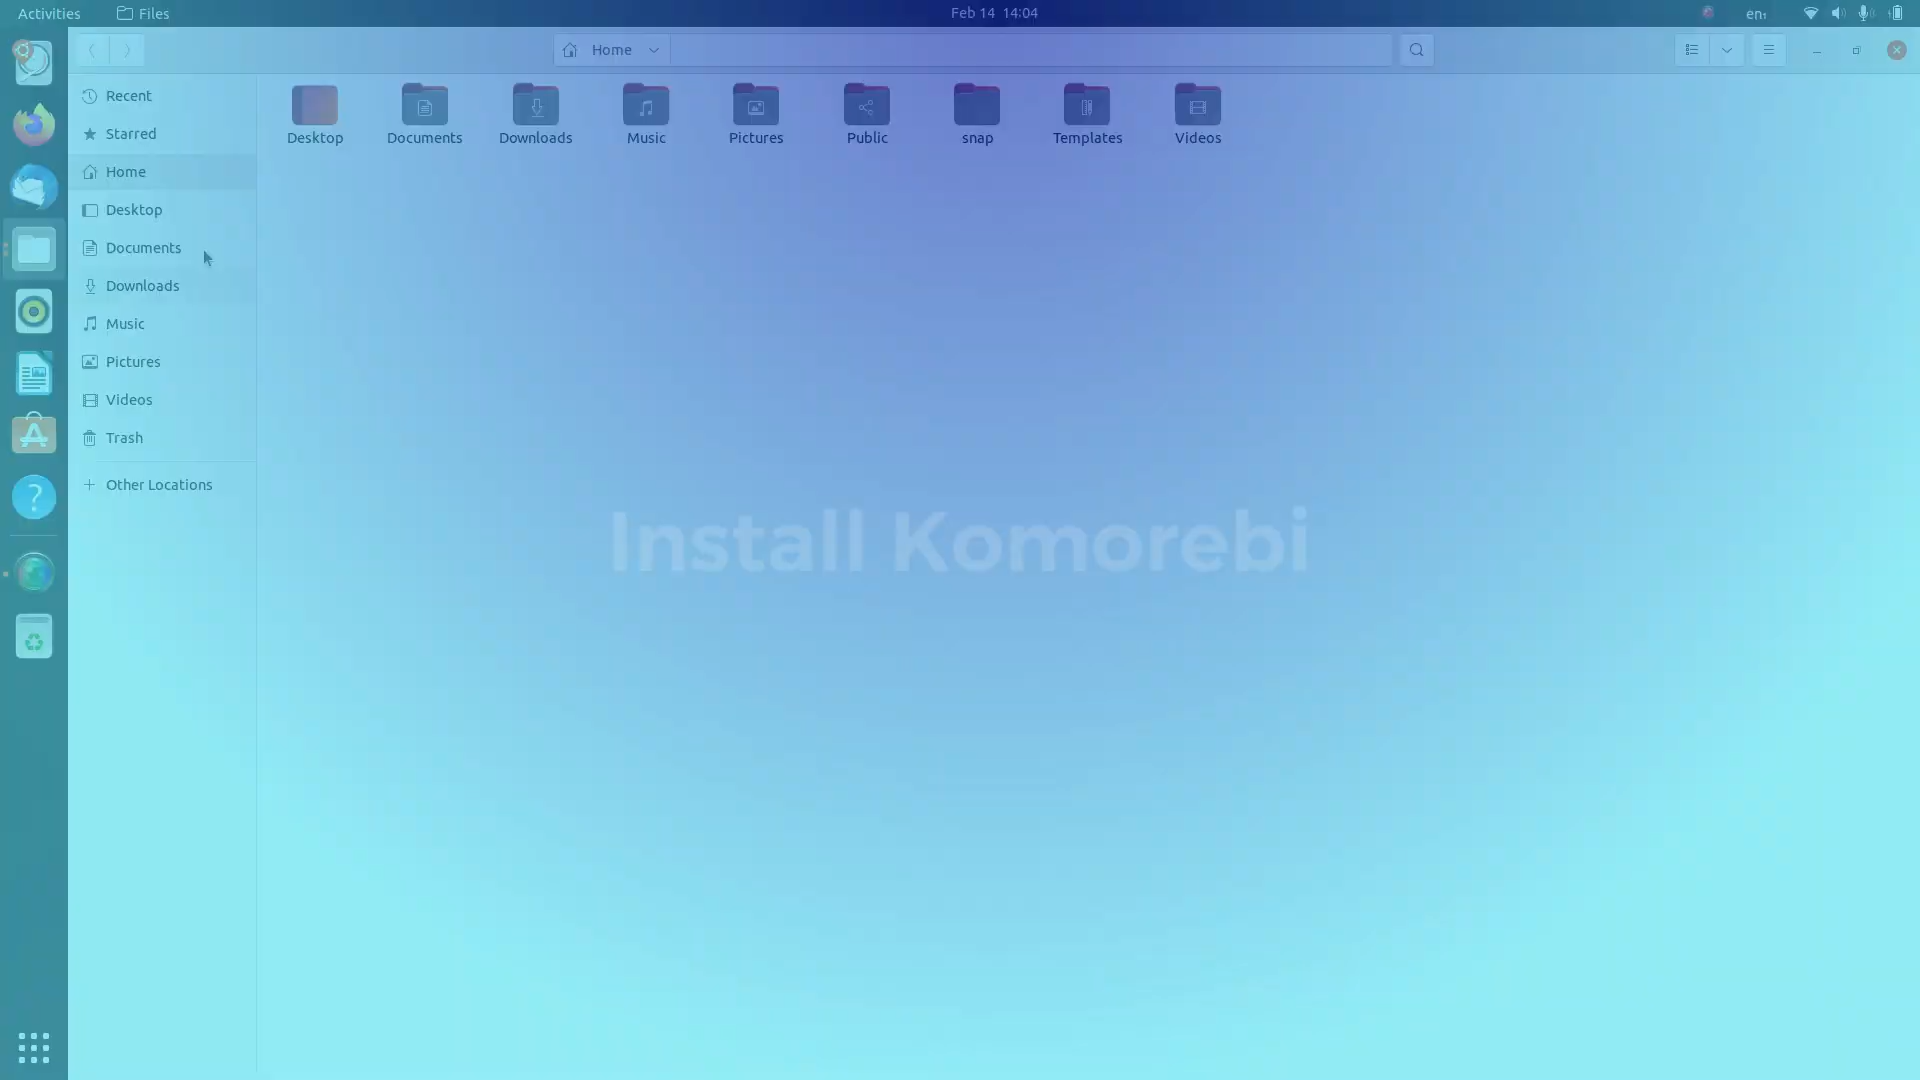 Activities
Files
Feb 14 14:04
en₁
Home
Recent
Starred
Home
Desktop
Documents
Downloads
Music
Pictures
Videos
Trash
Other Locations
Desktop
Documents
Downloads
Music
Pictures
Public
snap
Templates
Videos
Install Komorebi